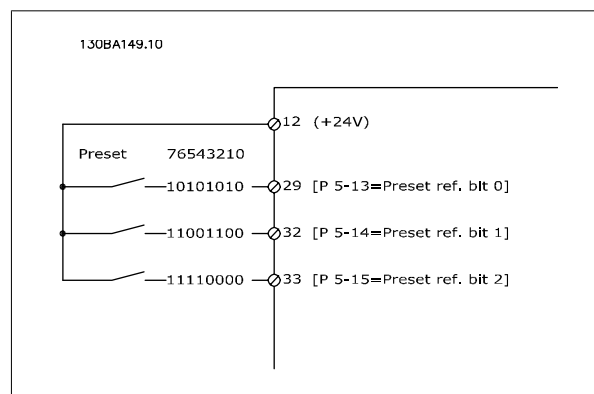 130BA149.10
12 (+24V)
Preset 76543210
10101010 29 [P 5-13=Preset ref. bit 0]
11001100 32 [P 5-14=Preset ref. bit 1]
11110000 33 [P 5-15=Preset ref. bit 2]